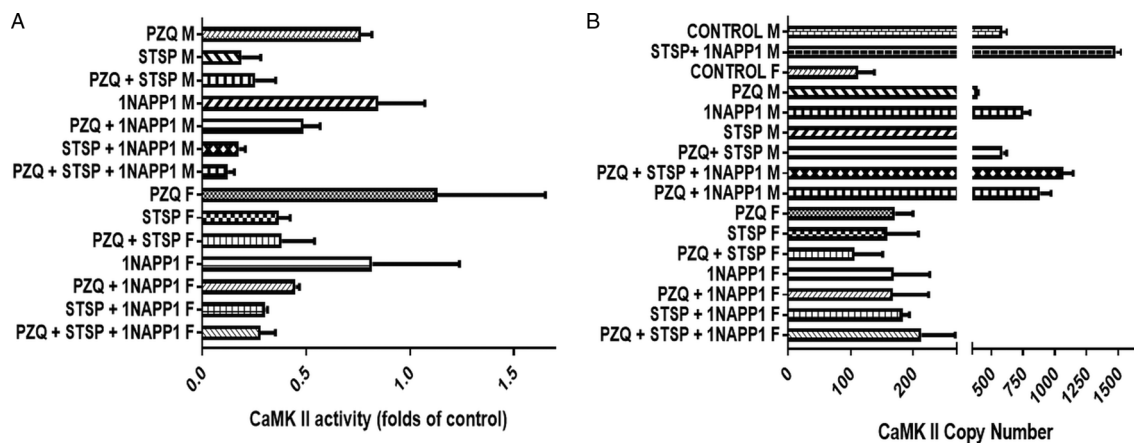 A
PZQ M
STSP M
PZQ + STSP M
1NAPP1 M
PZQ + 1NAPP1 M
STSP + 1NAPP1 M
PZQ + STSP + 1NAPP1 M
PZQ F
STSP F
PZQ + STSP F
1NAPP1 F
PZQ + 1NAPP1 F
STSP + 1NAPP1 F
PZQ + STSP + 1NAPP1 F
0.0 0.5 1.0 1.5
CaMK II activity (folds of control)
B
CONTROL M
STSP+ 1NAPP1 M
CONTROL F
PZQ M
1NAPP1 M
STSP M
PZQ+ STSP M
PZQ + STSP + 1NAPP1 M
PZQ + 1NAPP1 M
PZQ F
STSP F
PZQ + STSP F
1NAPP1 F
PZQ + 1NAPP1 F
STSP + 1NAPP1 F
PZQ + STSP + 1NAPP1 F
0 100 200 500 750 1000 1250 1500
CaMK II Copy Number